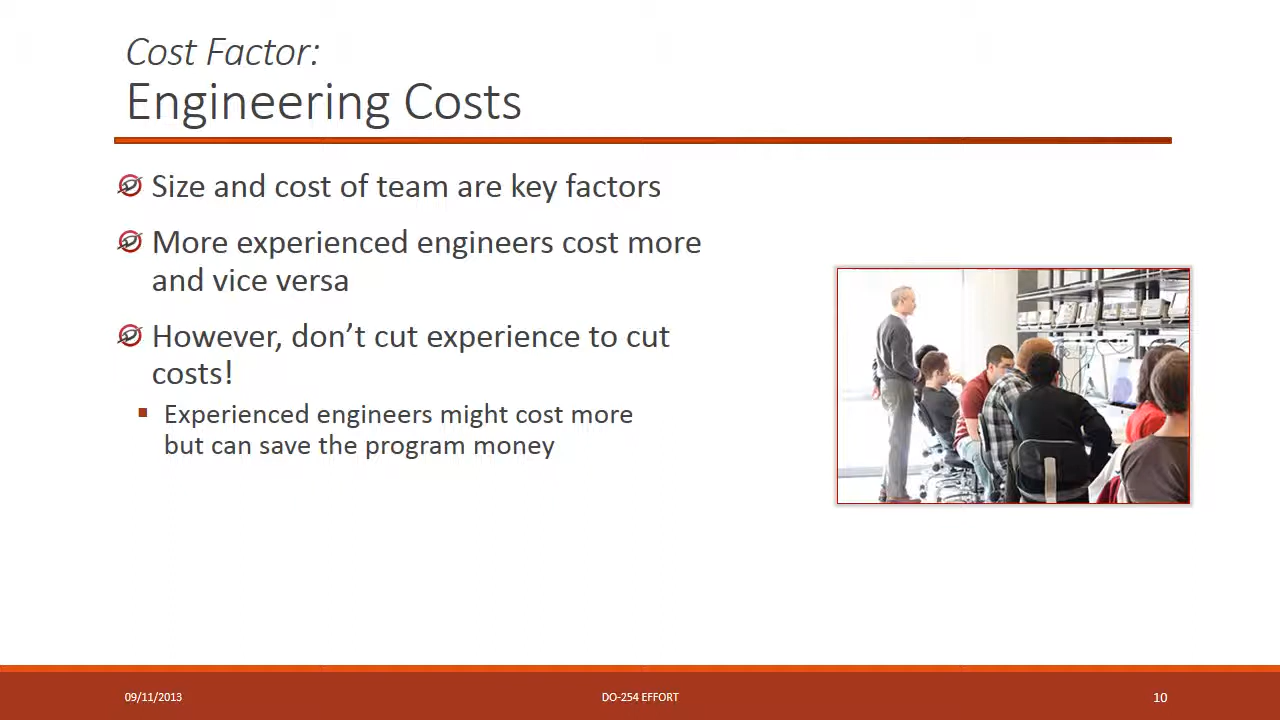 Cost Factor:
Engineering Costs
Size and cost of team are key factors
More experienced engineers cost more
and vice versa
However, don’t cut experience to cut
costs!
Experienced engineers might cost more
but can save the program money
09/11/2013
DO-254 EFFORT
10